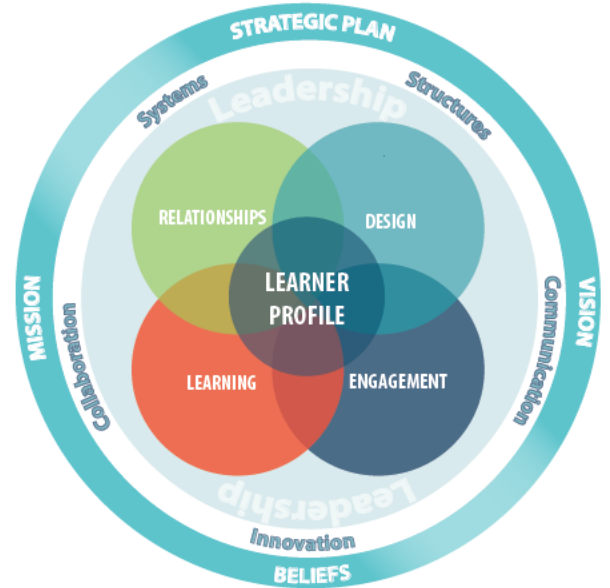 STRATEGIC PLAN
Systems
Structures
Leadership
RELATIONSHIPS
DESIGN
LEARNER
PROFILE
MISSION
VISION
Collaboration
Communication
LEARNING
ENGAGEMENT
Leadership
Innovation
BELIEFS